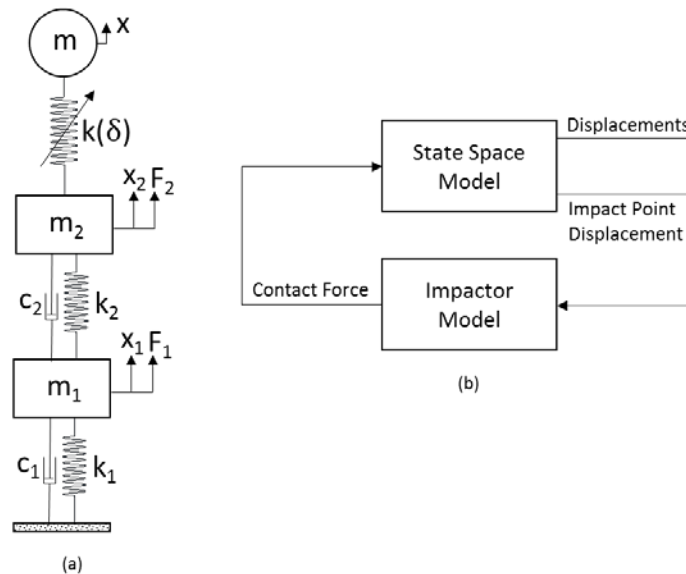 m
x
k(δ)
x₂ F₂
m₂
c₂
k₂
x₁ F₁
m₁
c₁
k₁
(a)
State Space
Model
Displacements
Impact Point
Displacement
Contact Force
Impactor
Model
(b)